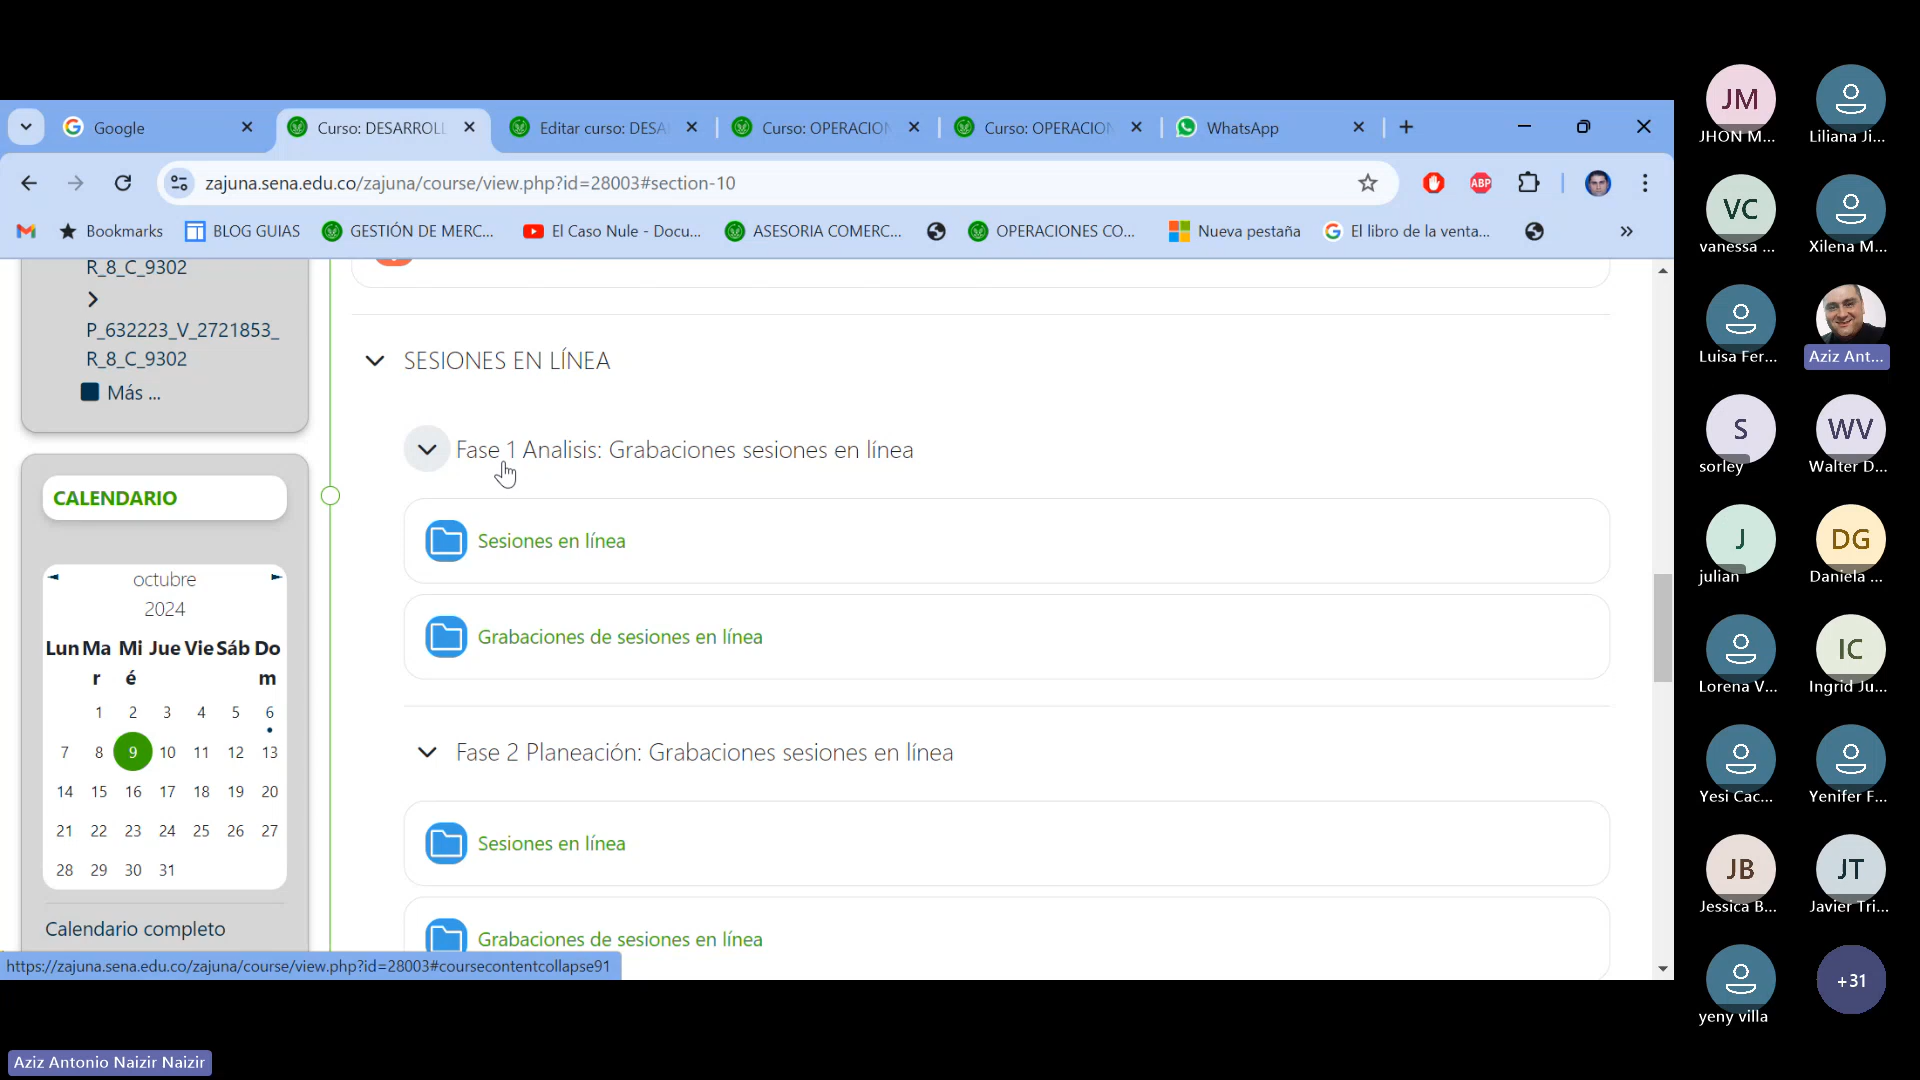 Google
Curso: DESARROLL
Editar curso: DESA
Curso: OPERACION
Curso: OPERACION
WhatsApp
zajuna.sena.edu.co/zajuna/course/view.php?id=28003#section-10
ABP
Bookmarks
BLOG GUIAS
GESTIÓN DE MERC...
El Caso Nule - Docu...
ASESORIA COMERC...
OPERACIONES CO...
Nueva pestaña
El libro de la venta...
R_8_C_9302
P_632223_V_2721853_
R_8_C_9302
Más ...
CALENDARIO
octubre
2024
Lun Mar Mié Jue Vie Sáb Dom
1 2 3 4 5 6
7 8 9 10 11 12 13
14 15 16 17 18 19 20
21 22 23 24 25 26 27
28 29 30 31
Calendario completo
SESIONES EN LÍNEA
Fase 1 Analisis: Grabaciones sesiones en línea
Sesiones en línea
Grabaciones de sesiones en línea
Fase 2 Planeación: Grabaciones sesiones en línea
Sesiones en línea
Grabaciones de sesiones en línea
https://zajuna.sena.edu.co/zajuna/course/view.php?id=28003#coursecontentcollapse91
JM
JHON M...
Liliana Ji...
VC
vanessa ...
Xilena M...
Luisa Fer...
Aziz Ant...
S
sorley
WV
Walter D...
J
julian
DG
Daniela ...
Lorena V...
IC
Ingrid Ju...
Yesi Cac...
Yenifer F...
JB
Jessica B...
JT
Javier Tri...
yeny villa
+31
Aziz Antonio Naizir Naizir